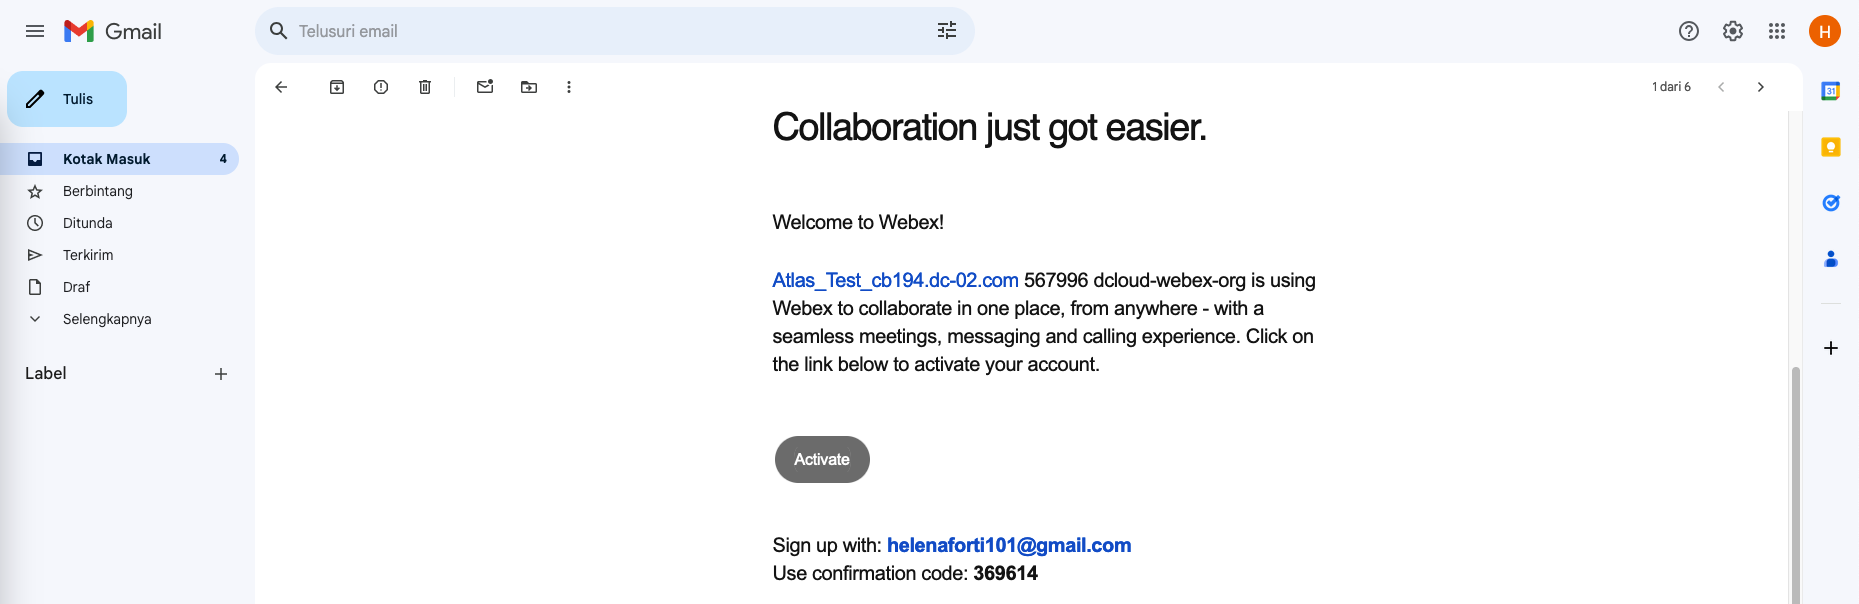 Gmail
Telusuri email
H
Tulis
1 dari 6
Kotak Masuk 4
Berbintang
Ditunda
Terkirim
Draf
Selengkapnya
Label
Collaboration just got easier.
Welcome to Webex!
Atlas_Test_cb194.dc-02.com 567996 dcloud-webex-org is using
Webex to collaborate in one place, from anywhere - with a
seamless meetings, messaging and calling experience. Click on
the link below to activate your account.
Activate
Sign up with: helenaforti101@gmail.com
Use confirmation code: 369614
31